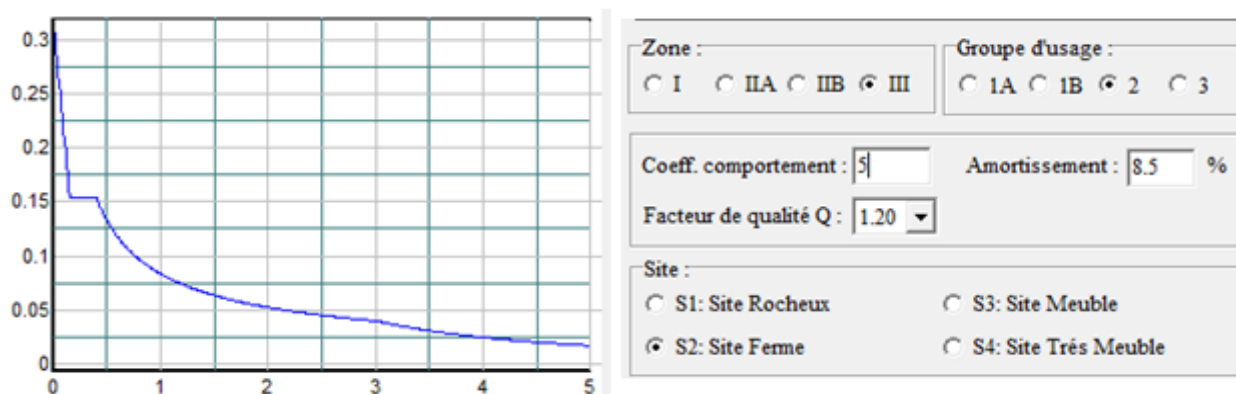 0.3
0.25
0.2
0.15
0.1
0.05
0
0 1 2 3 4 5
Zone :
I IIA IIB III
Groupe d'usage :
1A 1B 2 3
Coeff. comportement : 5 Amortissement : 8.5 %
Facteur de qualité Q : 1.20
Site :
S1: Site Rocheux S3: Site Meuble
S2: Site Ferme S4: Site Trés Meuble